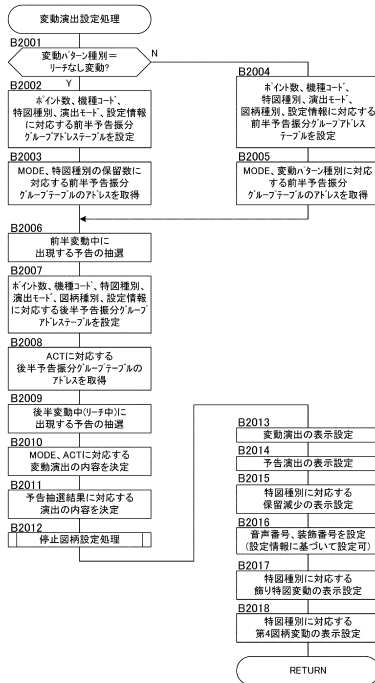 変動演出設定処理
B2001
変動パターン種別＝
リーチなし変動?
N
Y
B2002
ポイント数、機種コード、
特図種別、演出モード、設定情報
に対応する前半予告振分
グループアドレステーブルを設定
B2003
MODE、特図種別の保留数に
対応する前半予告振分
グループテーブルのアドレスを取得
B2004
ポイント数、機種コード、
特図種別、演出モード、
図柄種別、設定情報に対応する
前半予告振分グループアドレス
テーブルを設定
B2005
MODE、変動パターン種別に対応
する前半予告振分
グループテーブルのアドレスを取得
B2006
前半変動中に
出現する予告の抽選
B2007
ポイント数、機種コード、特図種別、
演出モード、図柄種別、設定情報
に対応する後半予告振分グループ
アドレステーブルを設定
B2008
ACTに対応する
後半予告振分グループテーブルの
アドレスを取得
B2009
後半変動中(リーチ中)に
出現する予告の抽選
B2010
MODE、ACTに対応する
変動演出の内容を決定
B2011
予告抽選結果に対応する
演出の内容を決定
B2012
停止図柄設定処理
B2013
変動演出の表示設定
B2014
予告演出の表示設定
B2015
特図種別に対応する
保留減少の表示設定
B2016
音声番号、装飾番号を設定
(設定情報に基づいて設定可)
B2017
特図種別に対応する
飾り特図変動の表示設定
B2018
特図種別に対応する
第4図柄変動の表示設定
RETURN